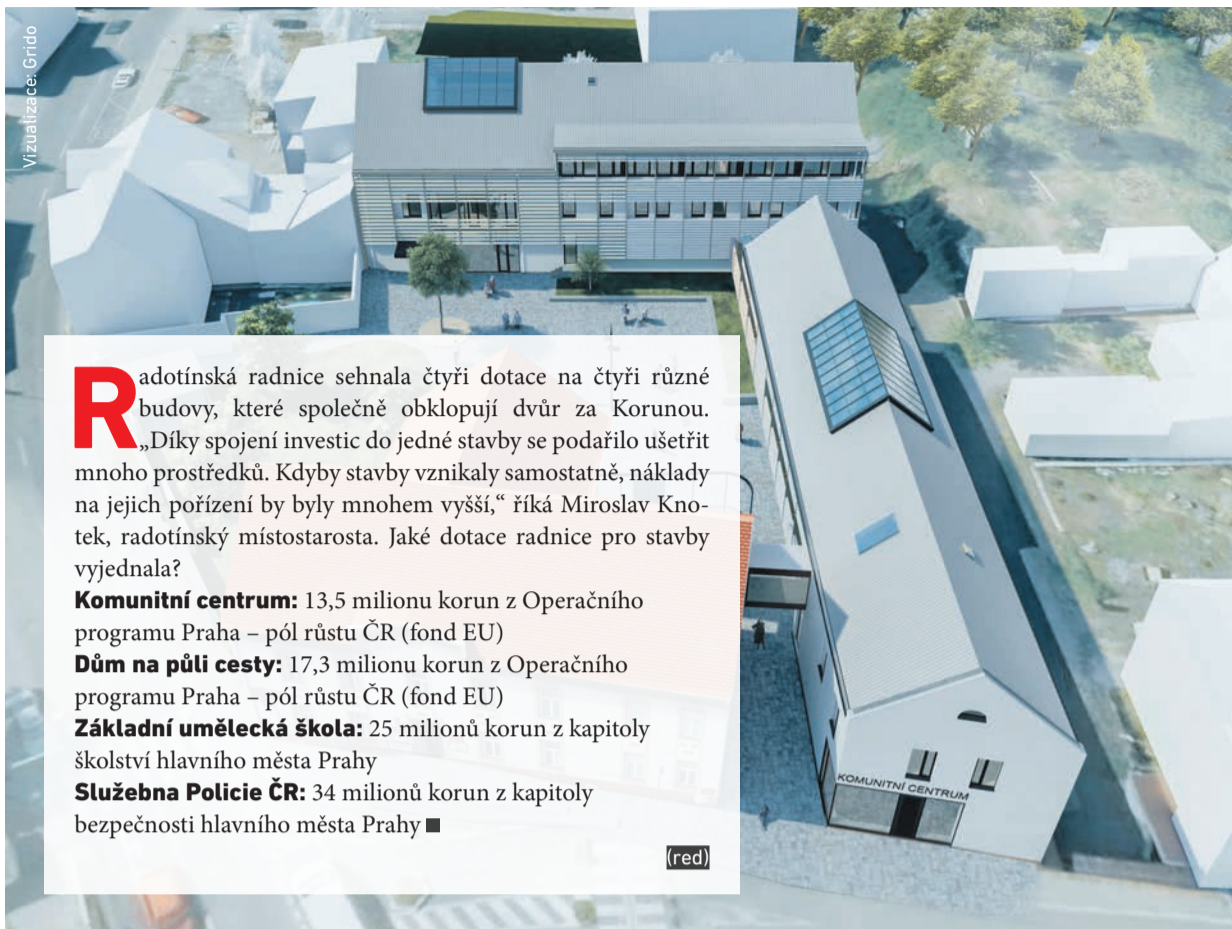 Vizualizace: Grido
Radotínská radnice sehnala čtyři dotace na čtyři různé
budovy, které společně obklopují dvůr za Korunou.
„Díky spojení investic do jedné stavby se podařilo ušetřit
mnoho prostředků. Kdyby stavby vznikaly samostatně, náklady
na jejich pořízení by byly mnohem vyšší,“ říká Miroslav Kno-
tek, radotínský místostarosta. Jaké dotace radnice pro stavby
vyjednala?
Komunitní centrum: 13,5 milionu korun z Operačního
programu Praha – pól růstu ČR (fond EU)
Dům na půli cesty: 17,3 milionu korun z Operačního
programu Praha – pól růstu ČR (fond EU)
Základní umělecká škola: 25 milionů korun z kapitoly
školství hlavního města Prahy
Služebna Policie ČR: 34 milionů korun z kapitoly
bezpečnosti hlavního města Prahy ■
(red)
KOMUNITNÍ CENTRUM